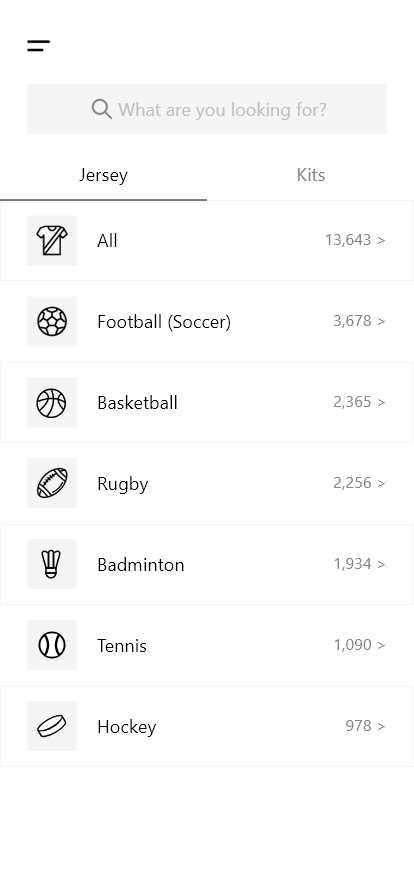 What are you looking for?
Jersey Kits
All 13,643 >
Football (Soccer) 3,678 >
Basketball 2,365 >
Rugby 2,256 >
Badminton 1,934 >
Tennis 1,090 >
Hockey 978 >